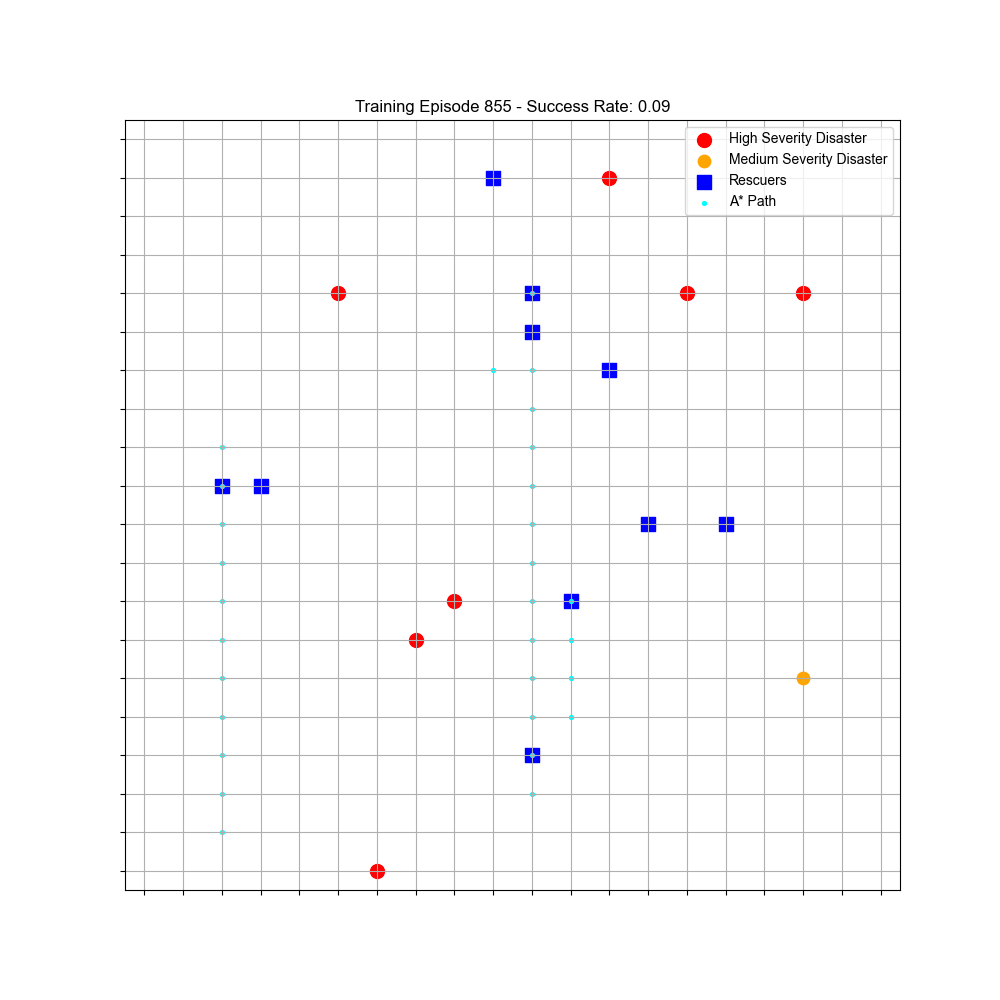 Training Episode 855 - Success Rate: 0.09
High Severity Disaster
Medium Severity Disaster
Rescuers
A* Path